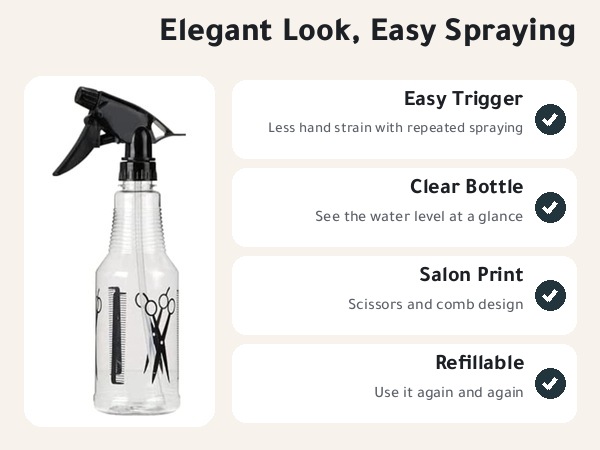 Elegant Look, Easy Spraying
Easy Trigger
Less hand strain with repeated spraying
Clear Bottle
See the water level at a glance
Salon Print
Scissors and comb design
Refillable
Use it again and again